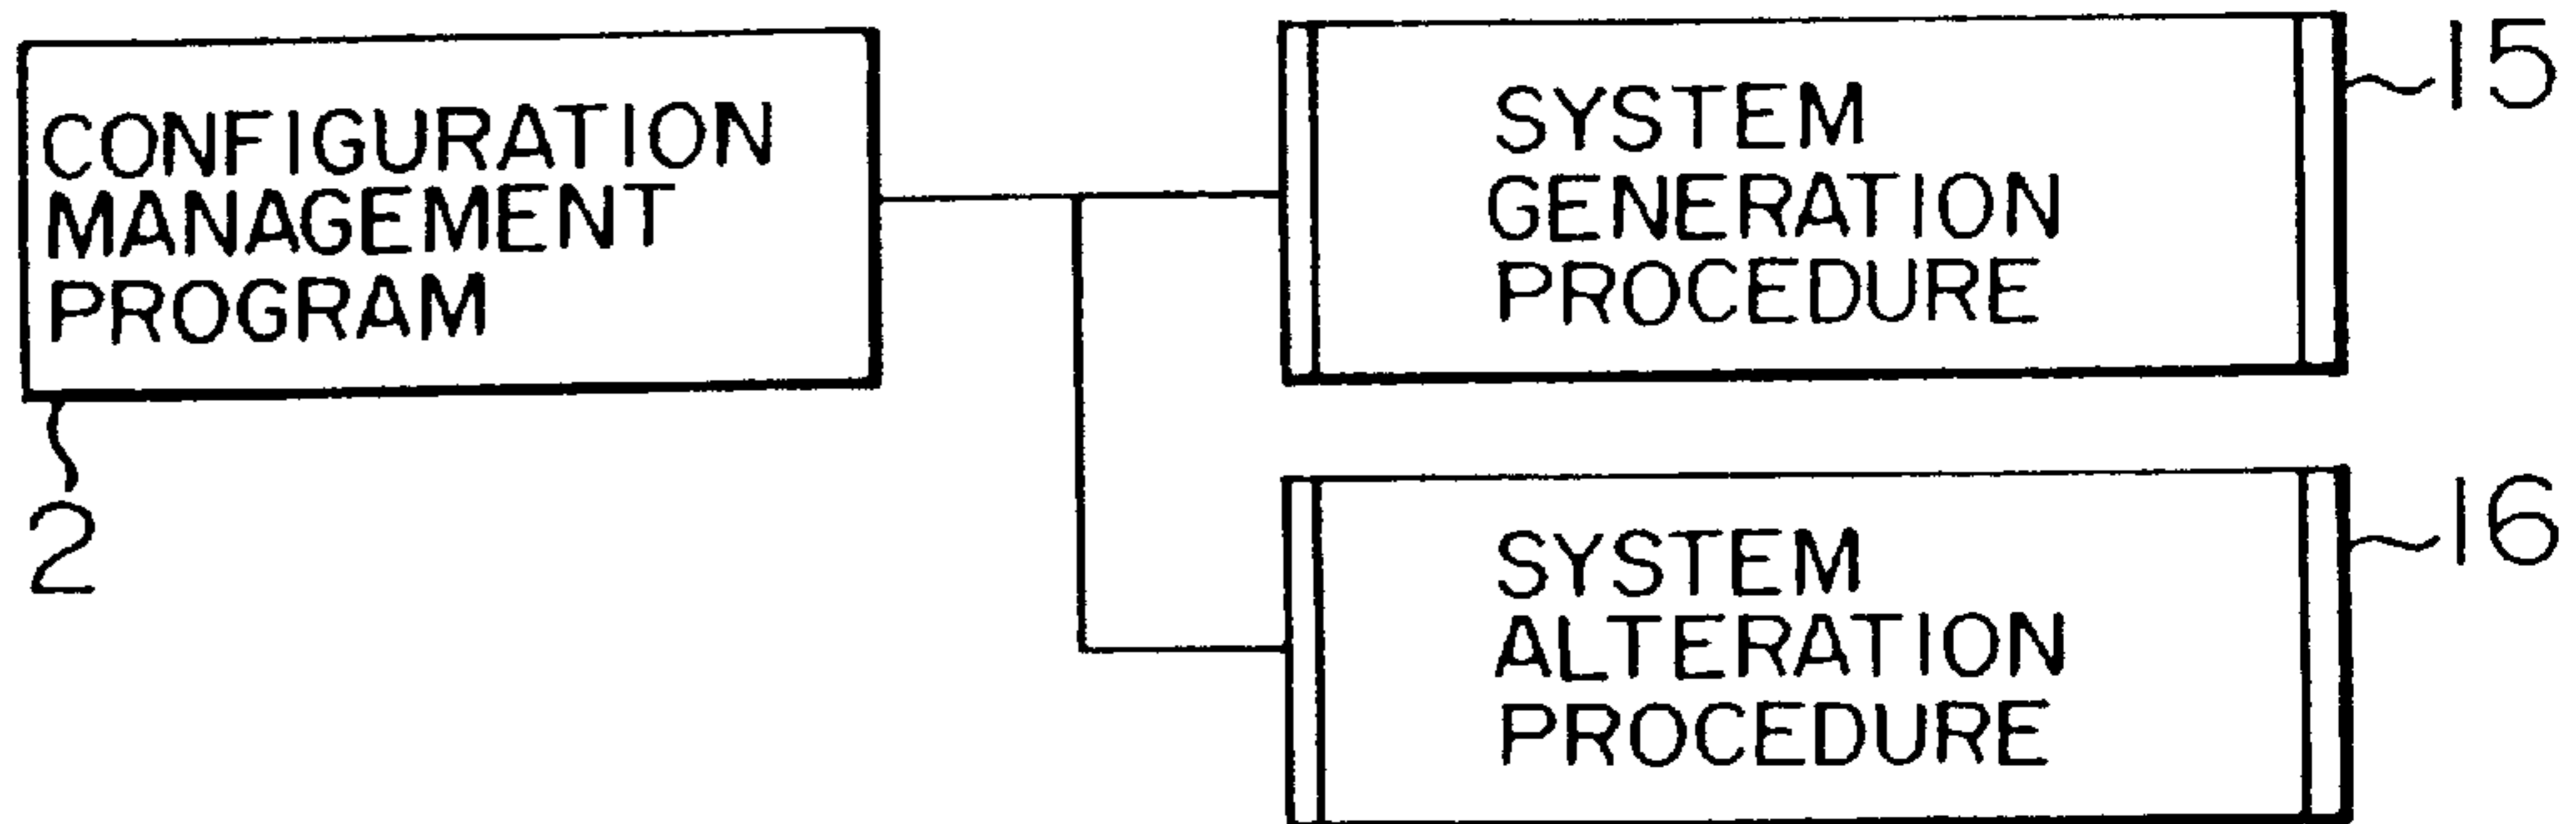 CONFIGURATION
MANAGEMENT
PROGRAM
2
SYSTEM
GENERATION
PROCEDURE
15
SYSTEM
ALTERATION
PROCEDURE
16